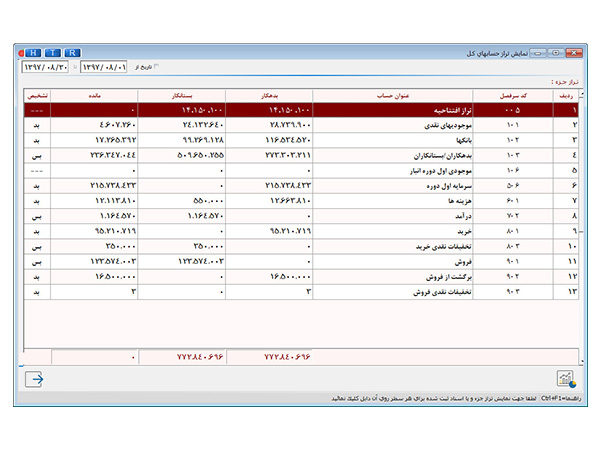 نمایش تراز حسابهای کل H T R
تاریخ از ۱۳۹۷/۰۸/۰۱ تا ۱۳۹۷/۰۸/۳۰
تراز جزء :
ردیف کد سرفصل عنوان حساب بدهکار بستانکار مانده تشخیص
۱ ۰۰۵ تراز افتتاحیه ۱۴.۱۵۰.۱۰۰ ۱۴.۱۵۰.۱۰۰ ۰ ---
۲ ۱۰۱ موجودیهای نقدی ۲۸.۷۳۹.۹۰۰ ۲۴.۱۳۲.۶۴۰ ۴.۶۰۷.۲۶۰ بد
۳ ۱۰۲ بانکها ۱۱۶.۵۳۴.۵۲۰ ۹۹.۲۶۹.۱۲۸ ۱۷.۲۶۵.۳۹۲ بد
۴ ۱۰۳ بدهکاران/بستانکاران ۲۷۳.۳۰۳.۲۱۱ ۵۰۹.۶۵۰.۲۵۵ ۲۳۶.۳۴۷.۰۴۴ بس
۵ ۱۰۶ موجودی اول دوره انبار ۰ ۰ ۰ ---
۶ ۵۰۶ سرمایه اول دوره ۲۱۵.۷۳۸.۴۳۳ ۰ ۲۱۵.۷۳۸.۴۳۳ بد
۷ ۶۰۱ هزینه ها ۱۲.۶۶۳.۸۱۰ ۵۵۰.۰۰۰ ۱۲.۱۱۳.۸۱۰ بد
۸ ۷۰۲ درآمد ۰ ۱.۱۶۴.۵۷۰ ۱.۱۶۴.۵۷۰ بس
۹ ۸۰۱ خرید ۹۵.۲۱۰.۷۱۹ ۰ ۹۵.۲۱۰.۷۱۹ بد
۱۰ ۸۰۳ تخفیفات نقدی خرید ۰ ۳۵۰.۰۰۰ ۳۵۰.۰۰۰ بس
۱۱ ۹۰۱ فروش ۰ ۱۲۳.۵۷۴.۰۰۳ ۱۲۳.۵۷۴.۰۰۳ بس
۱۲ ۹۰۲ برگشت از فروش ۱۶.۵۰۰.۰۰۰ ۰ ۱۶.۵۰۰.۰۰۰ بد
۱۳ ۹۰۳ تخفیفات نقدی فروش ۳ ۰ ۳ بد
۷۷۲.۸۴۰.۶۹۶ ۷۷۲.۸۴۰.۶۹۶ ۰
راهنما=Ctrl+F1 لطفا جهت نمایش تراز جزء و یا اسناد ثبت شده برای هر سطر روی آن دابل کلیک نمائید